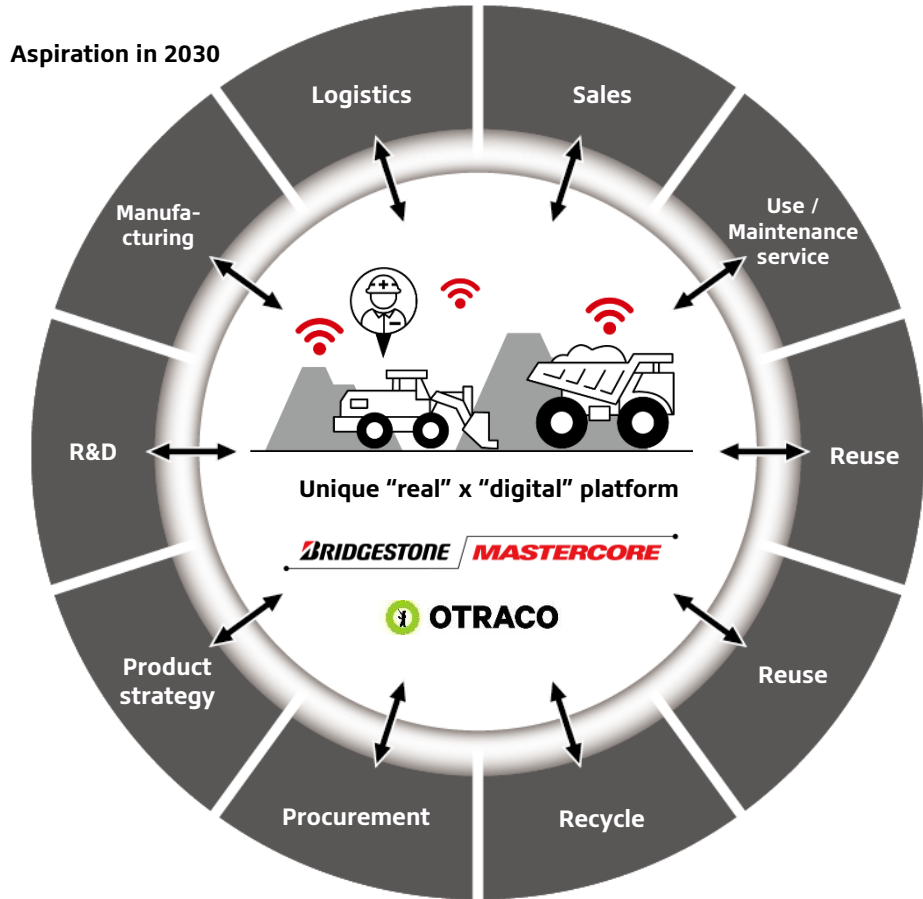 Aspiration in 2030
Logistics
Sales
Manufa-
cturing
Use /
Maintenance
service
R&D
Reuse
Unique “real” x “digital” platform
BRIDGESTONE MASTERCORE
OTRACO
Product
strategy
Reuse
Procurement
Recycle